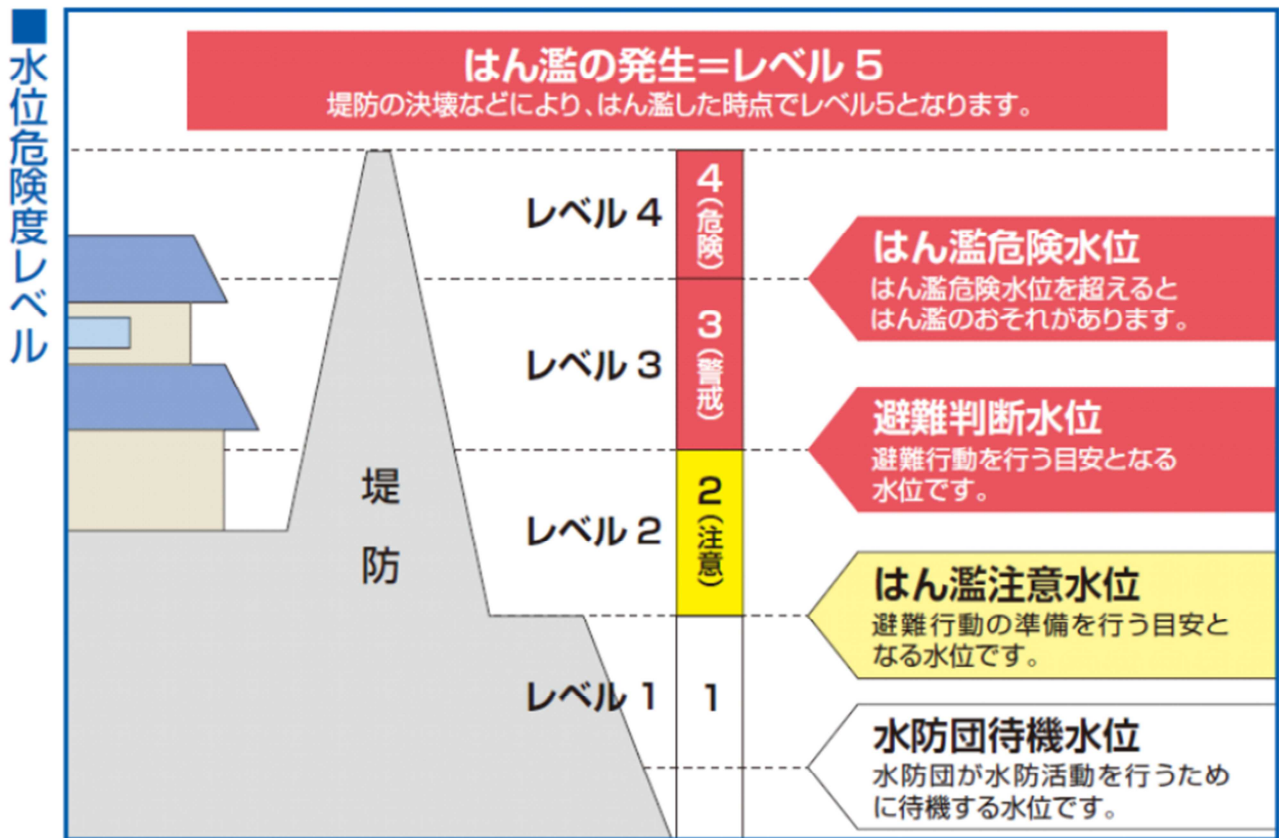 ■水位危険度レベル
はん濫の発生＝レベル5
堤防の決壊などにより、はん濫した時点でレベル5となります。
レベル4
4（危険）
はん濫危険水位
はん濫危険水位を超えると
はん濫のおそれがあります。
レベル3
3（警戒）
避難判断水位
避難行動を行う目安となる
水位です。
堤防
レベル2
2（注意）
はん濫注意水位
避難行動の準備を行う目安と
なる水位です。
レベル1
1
水防団待機水位
水防団が水防活動を行うため
に待機する水位です。